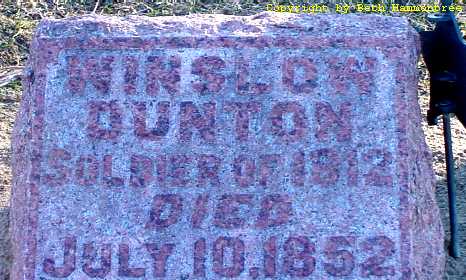 Copyright by Beth Hammonbree
WINSLOW
DUNTON
SOLDIER OF 1812
DIED
JULY 10, 1852